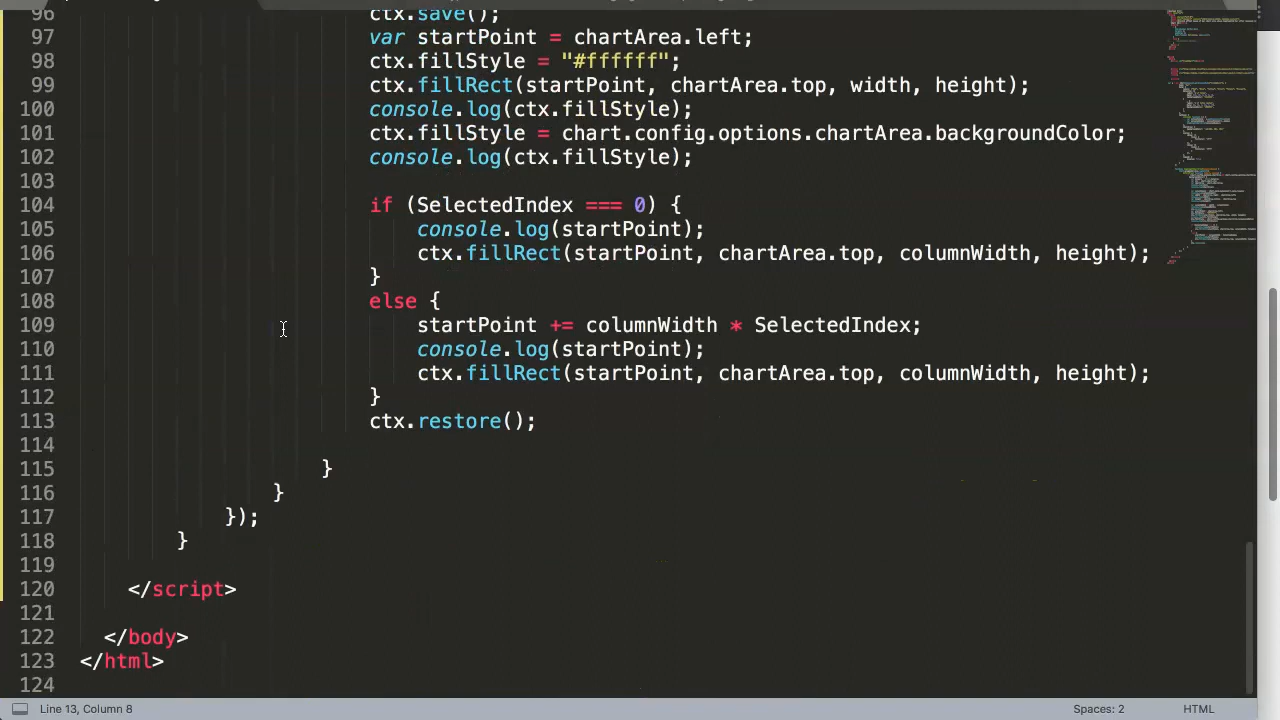 96 ctx.save();
97 var startPoint = chartArea.left;
98 ctx.fillStyle = "#ffffff";
99 ctx.fillRect(startPoint, chartArea.top, width, height);
100 console.log(ctx.fillStyle);
101 ctx.fillStyle = chart.config.options.chartArea.backgroundColor;
102 console.log(ctx.fillStyle);
103
104 if (SelectedIndex === 0) {
105 console.log(startPoint);
106 ctx.fillRect(startPoint, chartArea.top, columnWidth, height);
107 }
108 else {
109 startPoint += columnWidth * SelectedIndex;
110 console.log(startPoint);
111 ctx.fillRect(startPoint, chartArea.top, columnWidth, height);
112 }
113 ctx.restore();
114
115 }
116 }
117 });
118 }
119
120 </script>
121
122 </body>
123 </html>
124
Line 13, Column 8 Spaces: 2 HTML